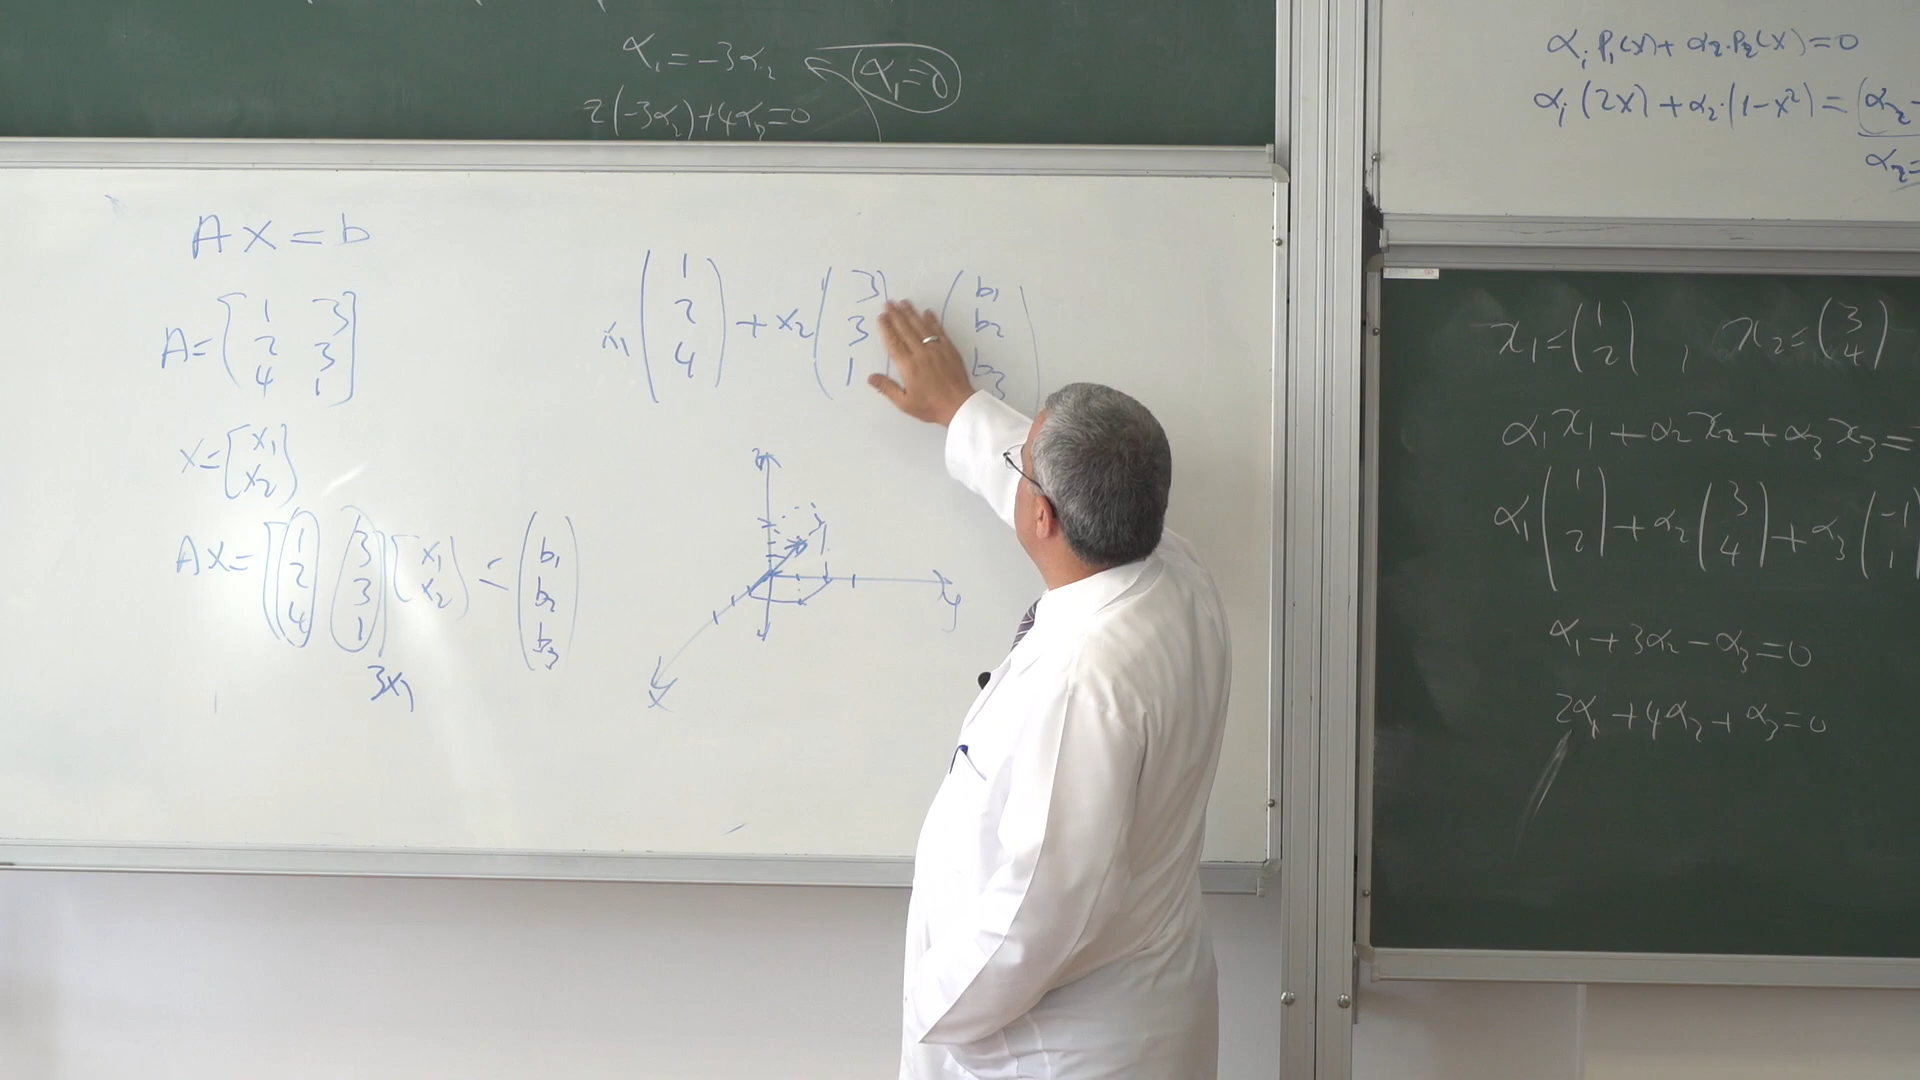 α₁ = -3α₂
α₁ = 0
2(-3α₂)+4α₂=0
AX = b
A = [1 3
2 3
4 1]
X = [x₁
x₂]
AX = [1 3
2 3
4 1] [x₁
x₂] = (b₁
b₂
b₃)
3x₂
x₁ (1
2
4) + x₂ (3
3
1) (b₁
b₂
b₃)
y
x
α₁ P₁(x) + α₂·P₂(x) = 0
α₁·(2x) + α₂·(1-x²) =
α₂ =
x₁ = (1
2) , x₂ = (3
4)
α₁x₁ + α₂x₂ + α₃x₃ =
α₁ (1
2) + α₂ (3
4) + α₃ (-1
1
α₁ + 3α₂ - α₃ = 0
2α₁ + 4α₂ + α₃ = 0